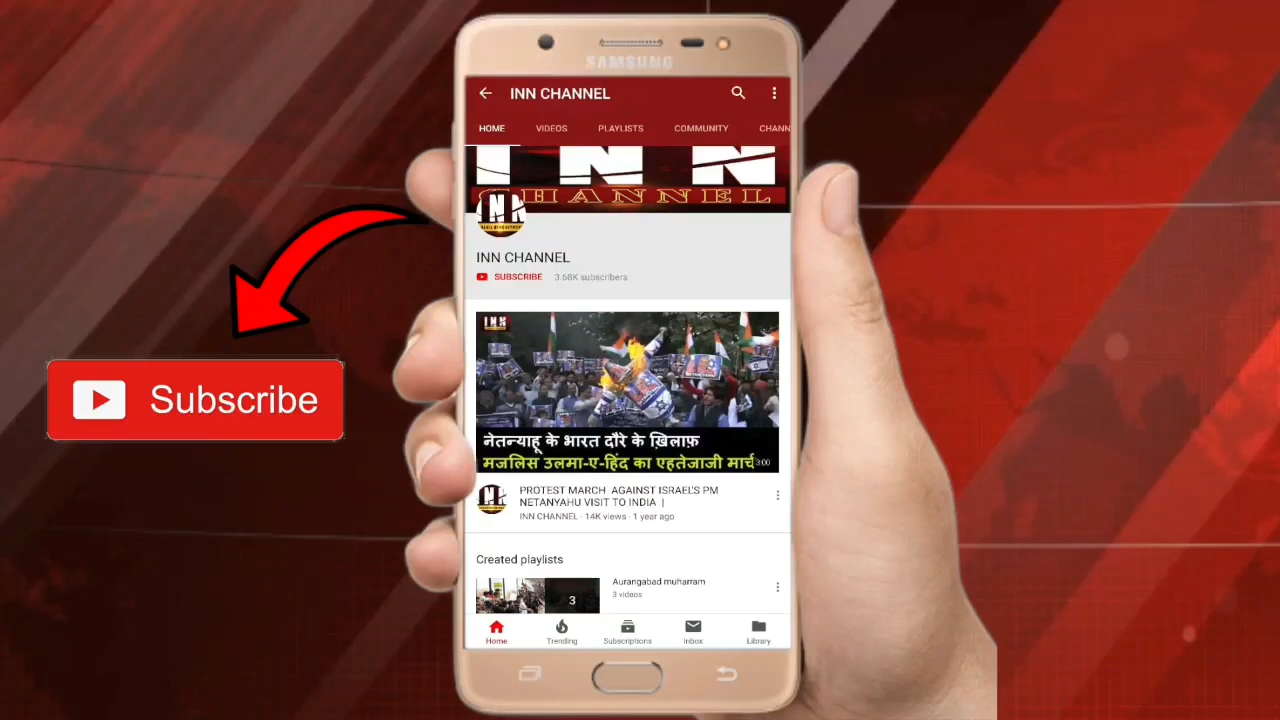 SAMSUNG
INN CHANNEL
HOME VIDEOS PLAYLISTS COMMUNITY CHANN
INN
CHANNEL
INN
INN CHANNEL
SUBSCRIBE 3.68K subscribers
Subscribe
INN
नेतन्याहू के भारत दौरे के ख़िलाफ़
मजलिस उलमा-ए-हिंद का एहतेजाजी मार्च
3:00
PROTEST MARCH AGAINST ISRAEL'S PM
NETANYAHU VISIT TO INDIA |
INN CHANNEL · 14K views · 1 year ago
Created playlists
Aurangabad muharram
3 videos
3
Home Trending Subscriptions Inbox Library